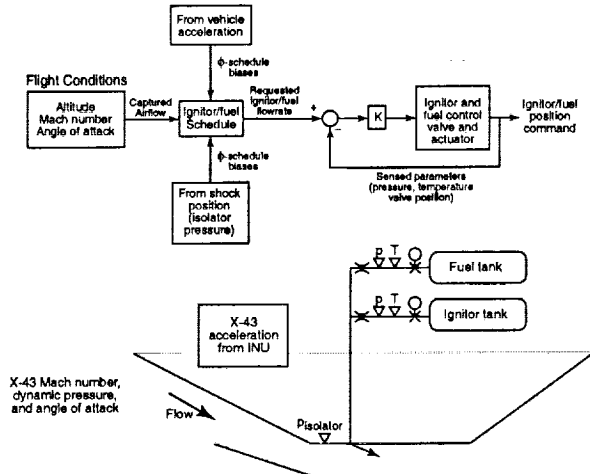 From vehicle
acceleration
ϕ-schedule
biases
Flight Conditions
Altitude
Mach number
Angle of attack
Captured
Airflow
Ignitor/fuel
Schedule
Requested
Ignitor/fuel
flowrate
+
−
K
Ignitor and
fuel control
valve and
actuator
Ignitor/fuel
position
command
ϕ-schedule
biases
Sensed parameters
(pressure, temperature
valve position)
From shock
position
(isolator
pressure)
p T
Fuel tank
p T
Ignitor tank
X-43
acceleration
from INU
X-43 Mach number,
dynamic pressure,
and angle of attack
Flow
Pisolator